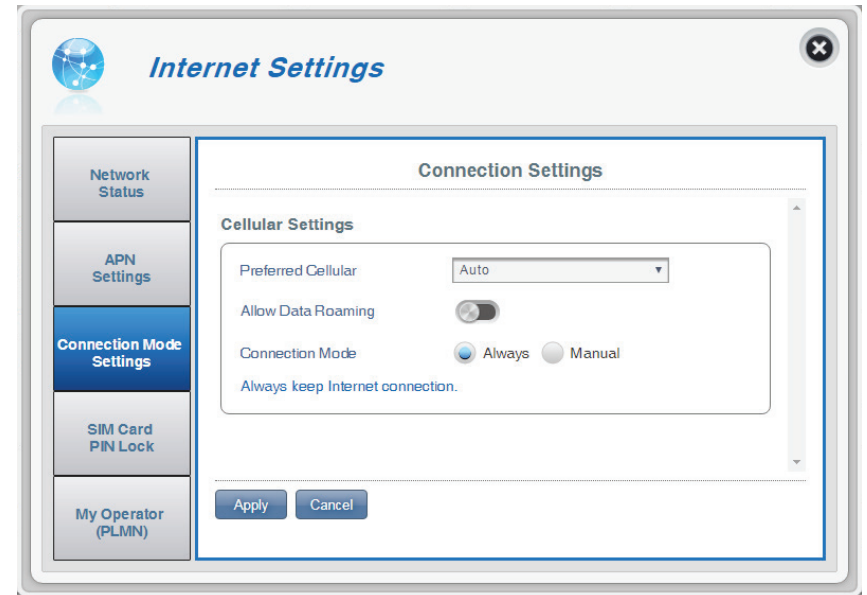 Internet Settings
Network
Status
APN
Settings
Connection Mode
Settings
SIM Card
PIN Lock
My Operator
(PLMN)
Connection Settings
Cellular Settings
Preferred Cellular Auto
Allow Data Roaming
Connection Mode Always Manual
Always keep Internet connection.
Apply Cancel